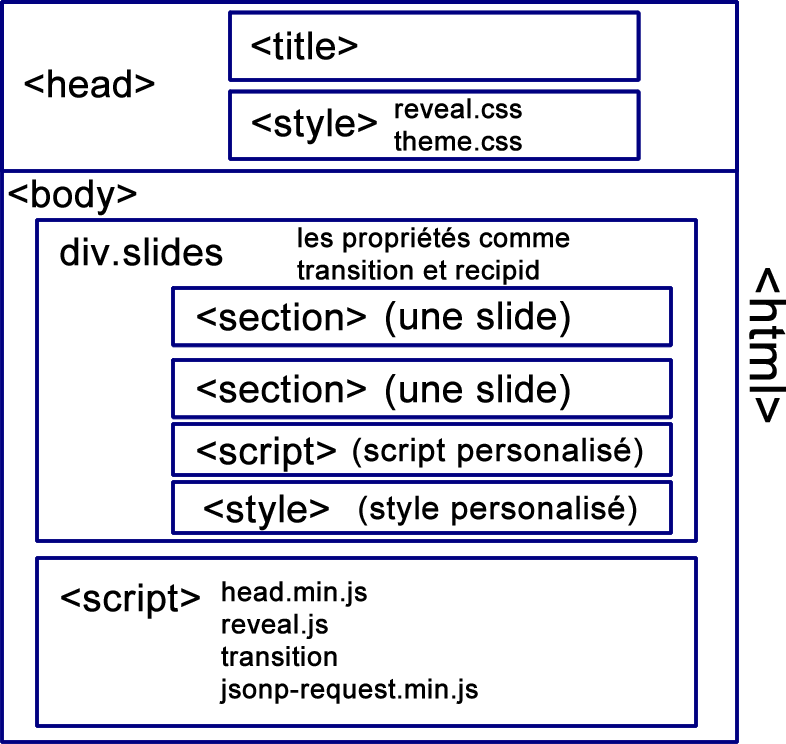 <title>
<head>
<style> reveal.css
theme.css
<body>
div.slides
les propriétés comme
transition et recipid
<section> (une slide)
<section> (une slide)
<script> (script personalisé)
<style> (style personalisé)
<script> head.min.js
reveal.js
transition
jsonp-request.min.js
<html>